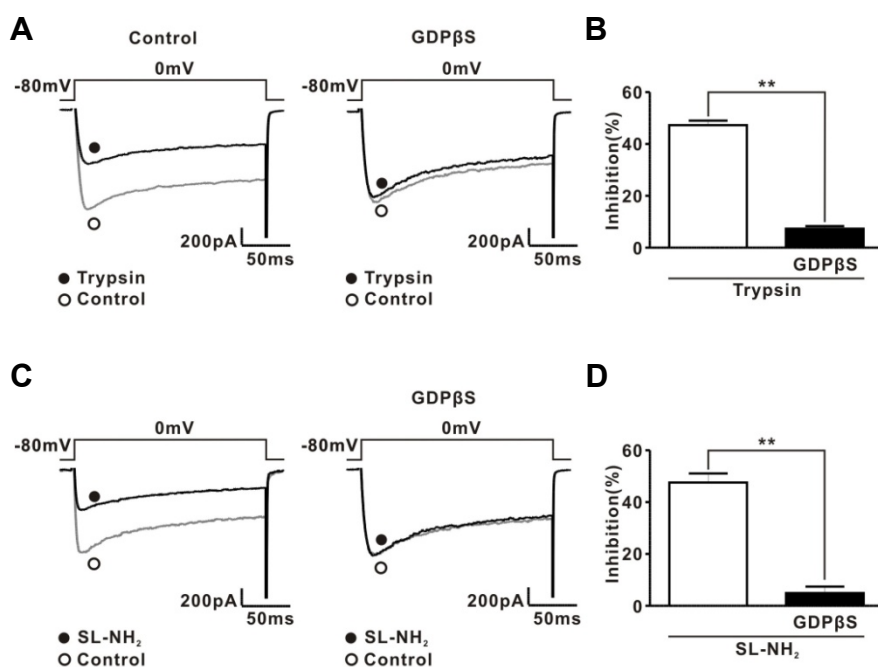 A
Control
GDPβS
B
0mV
0mV
-80mV
-80mV
200pA
50ms
200pA
50ms
● Trypsin
○ Control
● Trypsin
○ Control
Inhibition(%)
60
40
20
0
GDPβS
Trypsin
**
C
GDPβS
D
0mV
0mV
-80mV
-80mV
200pA
50ms
200pA
50ms
● SL-NH₂
○ Control
● SL-NH₂
○ Control
Inhibition(%)
60
40
20
0
GDPβS
SL-NH₂
**